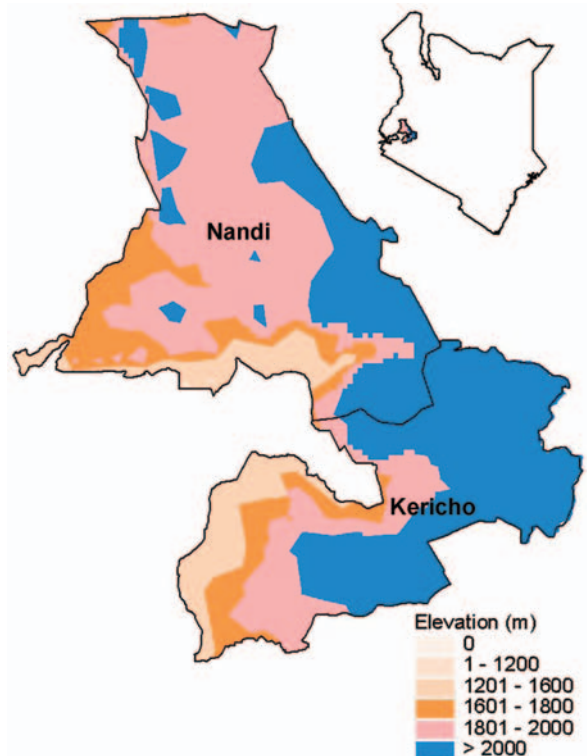 Nandi
Kericho
Elevation (m)
0
1 - 1200
1201 - 1600
1601 - 1800
1801 - 2000
> 2000